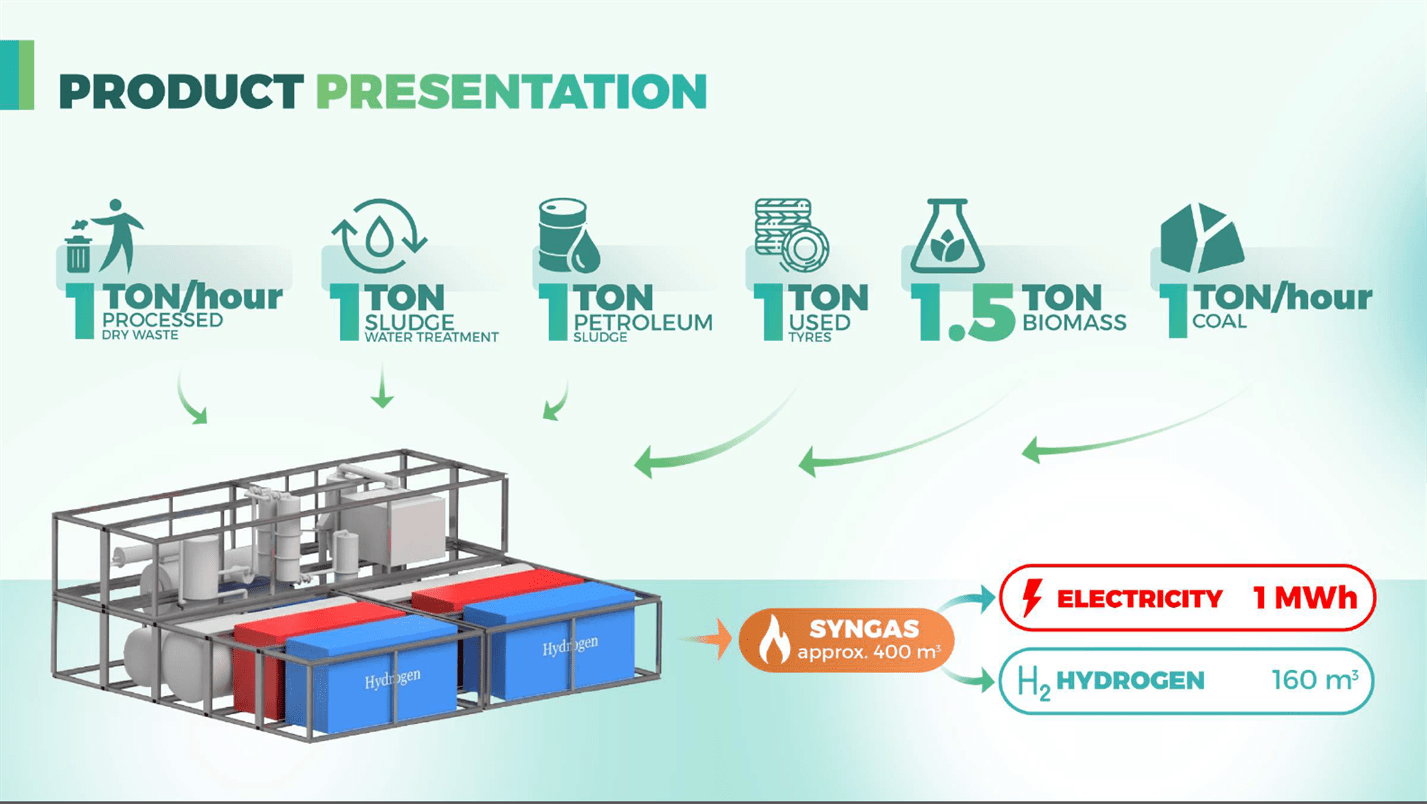 PRODUCT PRESENTATION
1 TON/hour
PROCESSED
DRY WASTE
1 TON
SLUDGE
WATER TREATMENT
1 TON
PETROLEUM
SLUDGE
1 TON
USED
TYRES
1.5 TON
BIOMASS
1 TON/hour
COAL
Hydrogen
Hydrogen
SYNGAS
approx. 400 m³
ELECTRICITY 1 MWh
H₂ HYDROGEN 160 m³